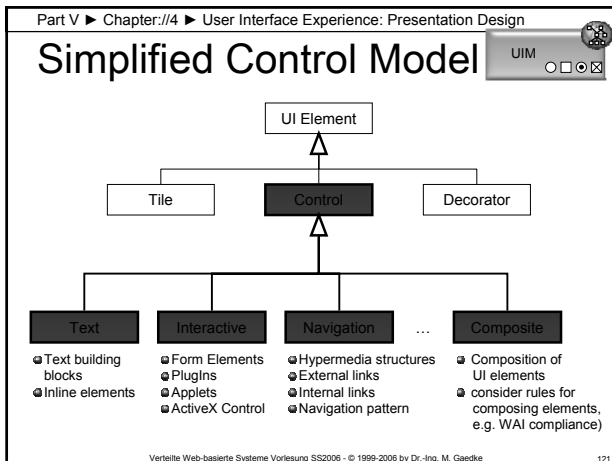 Part V ► Chapter://4 ► User Interface Experience: Presentation Design
Simplified Control Model
UIM
UI Element
Tile
Control
Decorator
Text
Interactive
Navigation
…
Composite
Text building
blocks
Inline elements
Form Elements
PlugIns
Applets
ActiveX Control
Hypermedia structures
External links
Internal links
Navigation pattern
Composition of
UI elements
consider rules for
composing elements,
e.g. WAI compliance)
Verteilte Web-basierte Systeme Vorlesung SS2006 - © 1999-2006 by Dr.-Ing. M. Gaedke
121